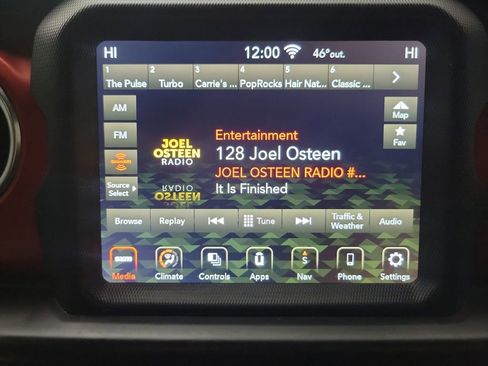 HI 12:00 46°out. HI
1 2 3 4 5 6
The Pulse Turbo Carrie's ... PopRocks Hair Nat... Classic ...
AM
FM
SiriusXM
Source
Select
Map
Fav
JOEL
OSTEEN
RADIO
Entertainment
128 Joel Osteen
JOEL OSTEEN RADIO #...
It Is Finished
Browse Replay Tune Traffic &
Weather Audio
sxm S
Media Climate Controls Apps Nav Phone Settings